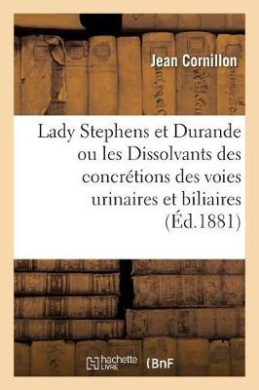 Jean Cornillon
Lady Stephens et Durande
ou les Dissolvants des
concrétions des voies
urinaires et biliaires
(Éd.1881)
hachette
LIVRE
{BnF